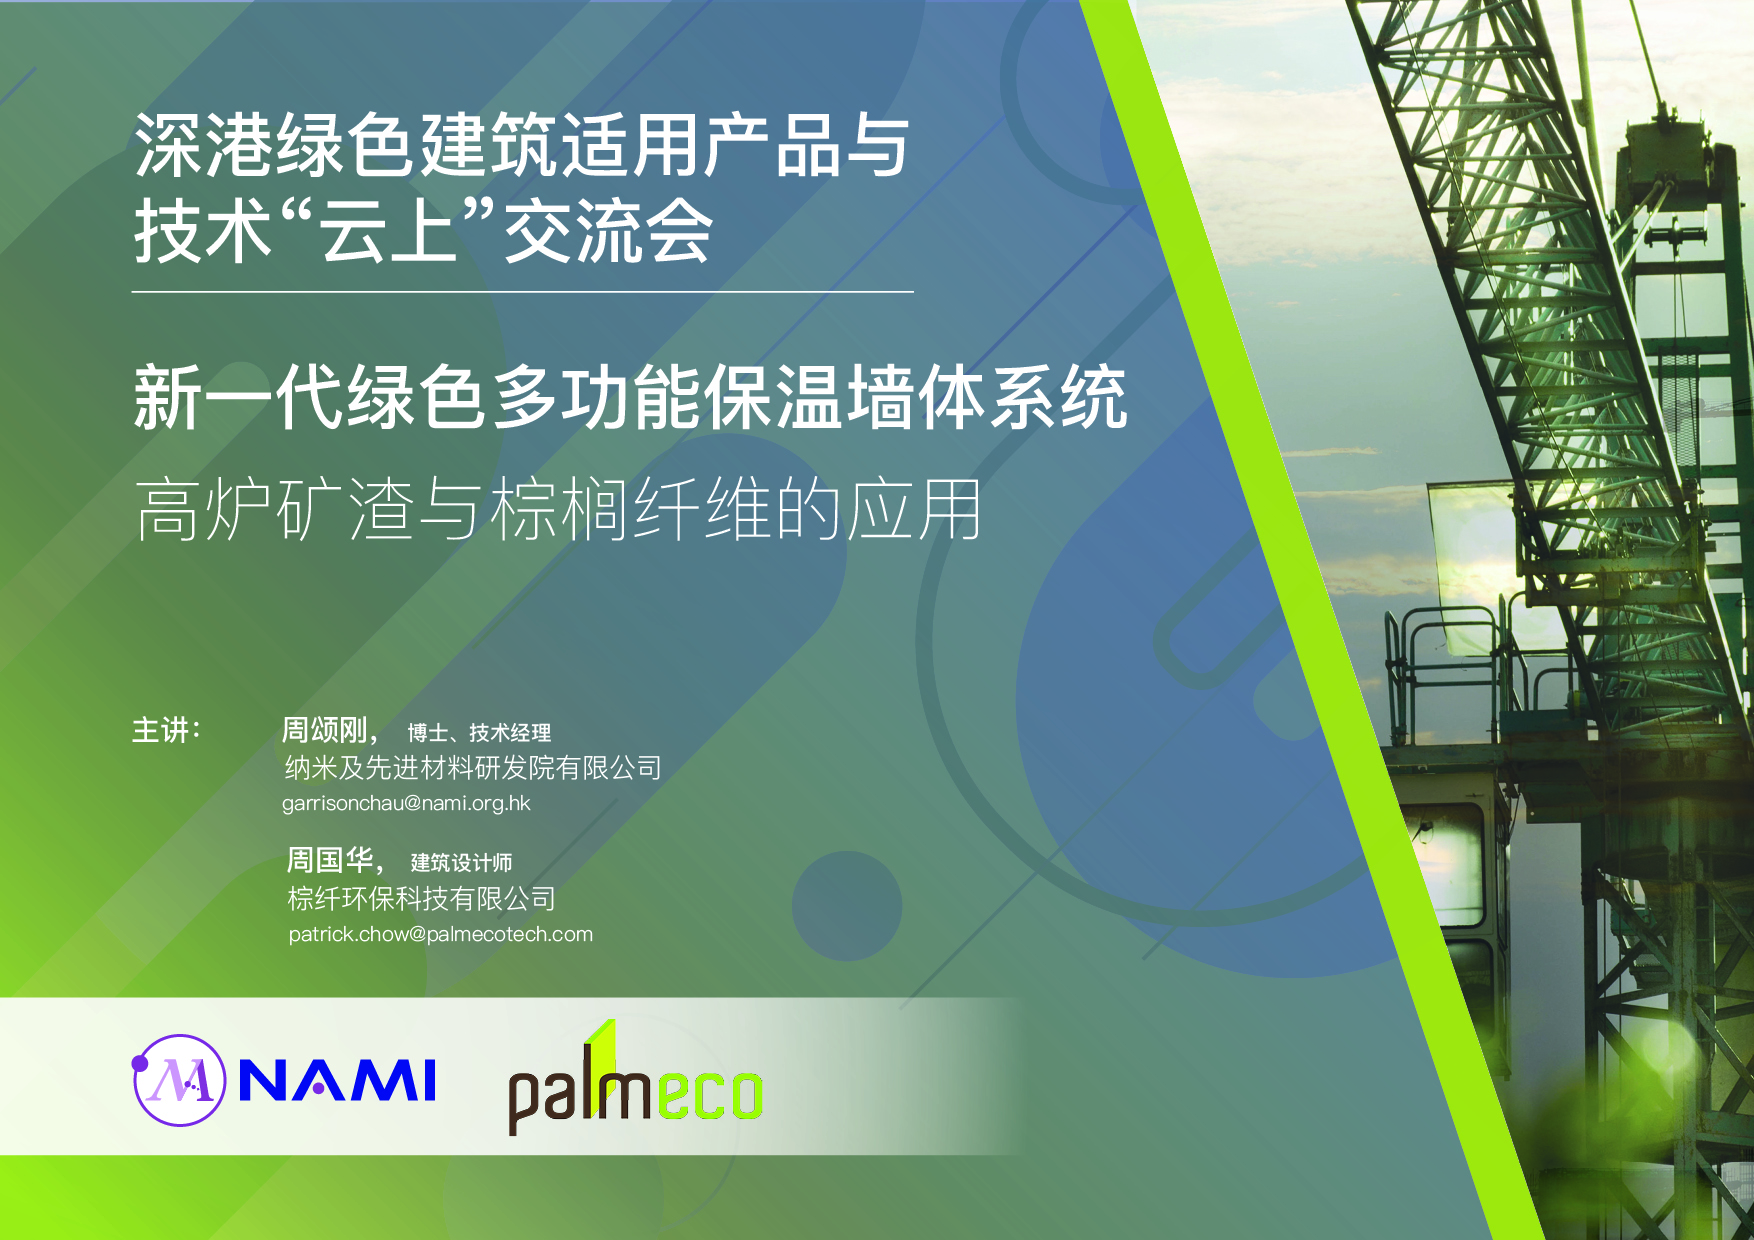 深港绿色建筑适用产品与
技术“云上”交流会
新一代绿色多功能保温墙体系统
高炉矿渣与棕榈纤维的应用
主讲： 周颂刚， 博士、技术经理
纳米及先进材料研发院有限公司
garrisonchau@nami.org.hk
周国华， 建筑设计师
棕纤环保科技有限公司
patrick.chow@palmecotech.com
NAMI palmeco